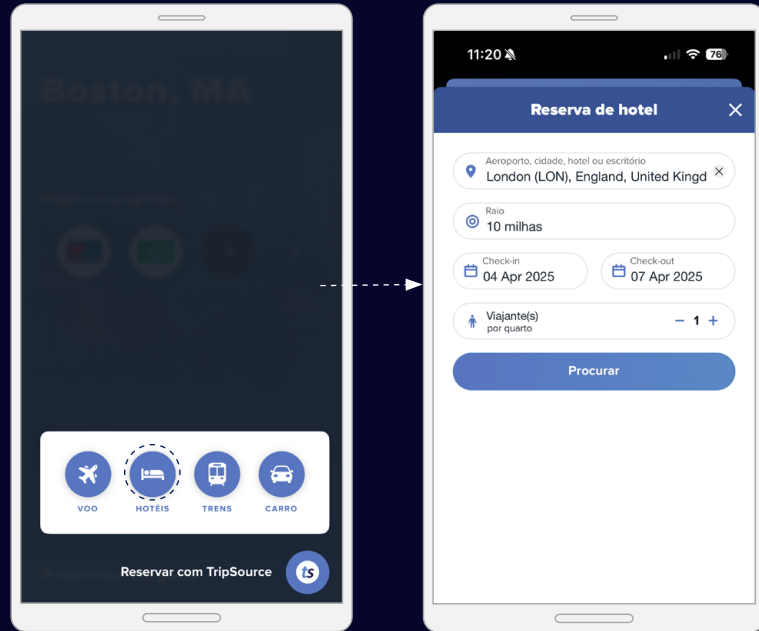 Boston, MA
VOO
HOTÉIS
TRENS
CARRO
Reservar com TripSource
ts
11:20
76
Reserva de hotel
Aeroporto, cidade, hotel ou escritório
London (LON), England, United Kingd
Raio
10 milhas
Check-in
04 Apr 2025
Check-out
07 Apr 2025
Viajante(s)
por quarto
1
Procurar